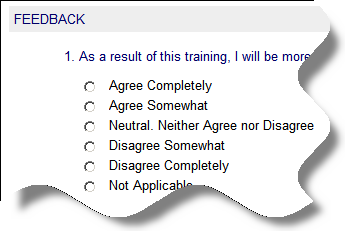 FEEDBACK
1. As a result of this training, I will be more
Agree Completely
Agree Somewhat
Neutral. Neither Agree nor Disagree
Disagree Somewhat
Disagree Completely
Not Applicable